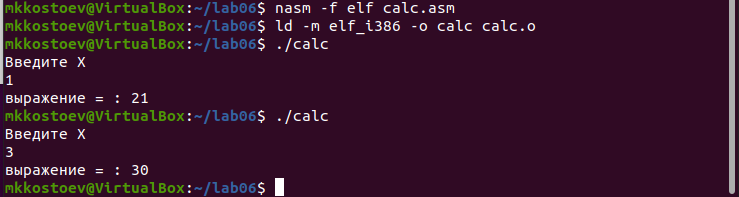 mkkostoev@VirtualBox:~/lab06$ nasm -f elf calc.asm
mkkostoev@VirtualBox:~/lab06$ ld -m elf_i386 -o calc calc.o
mkkostoev@VirtualBox:~/lab06$ ./calc
Введите X
1
выражение = : 21
mkkostoev@VirtualBox:~/lab06$ ./calc
Введите X
3
выражение = : 30
mkkostoev@VirtualBox:~/lab06$